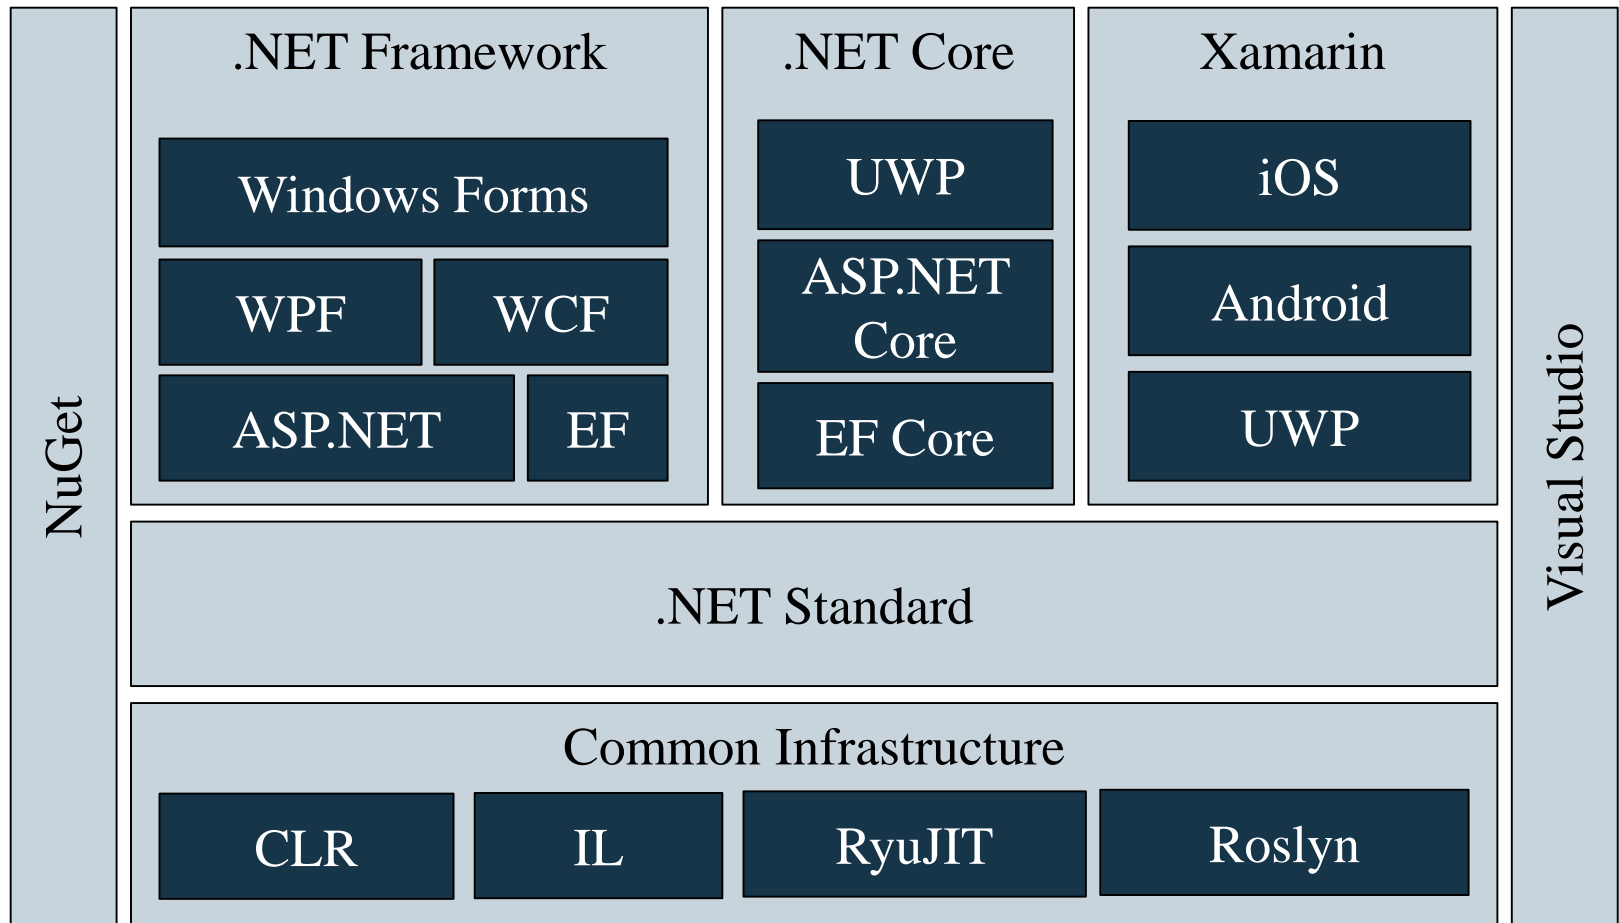 NuGet
.NET Framework
Windows Forms
WPF
WCF
ASP.NET
EF
.NET Core
UWP
ASP.NET
Core
EF Core
Xamarin
iOS
Android
UWP
.NET Standard
Common Infrastructure
CLR
IL
RyuJIT
Roslyn
Visual Studio